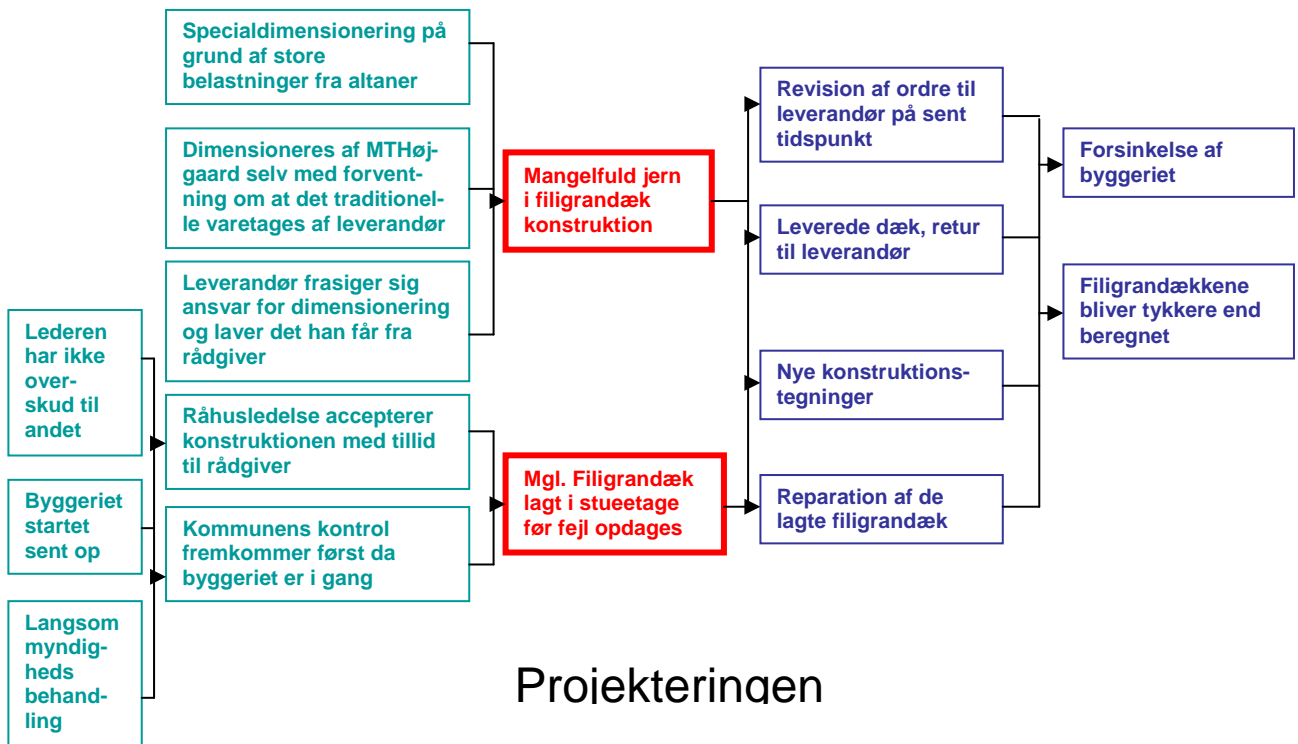 Specialdimensionering på
grund af store
belastninger fra altaner
Dimensioneres af MTHøj-
gaard selv med forvent-
ning om at det traditionel-
le varetages af leverandør
Leverandør frasiger sig
ansvar for dimensionering
og laver det han får fra
rådgiver
Lederen
har ikke
over-
skud til
andet
Råhusledelse accepterer
konstruktionen med tillid
til rådgiver
Byggeriet
startet
sent op
Kommunens kontrol
fremkommer først da
byggeriet er i gang
Langsom
myndig-
heds
behand-
ling
Mangelfuld jern
i filigrandæk
konstruktion
Mgl. Filigrandæk
lagt i stueetage
før fejl opdages
Revision af ordre til
leverandør på sent
tidspunkt
Leverede dæk, retur
til leverandør
Nye konstruktions-
tegninger
Reparation af de
lagte filigrandæk
Forsinkelse af
byggeriet
Filigrandækkene
bliver tykkere end
beregnet
Projekteringen